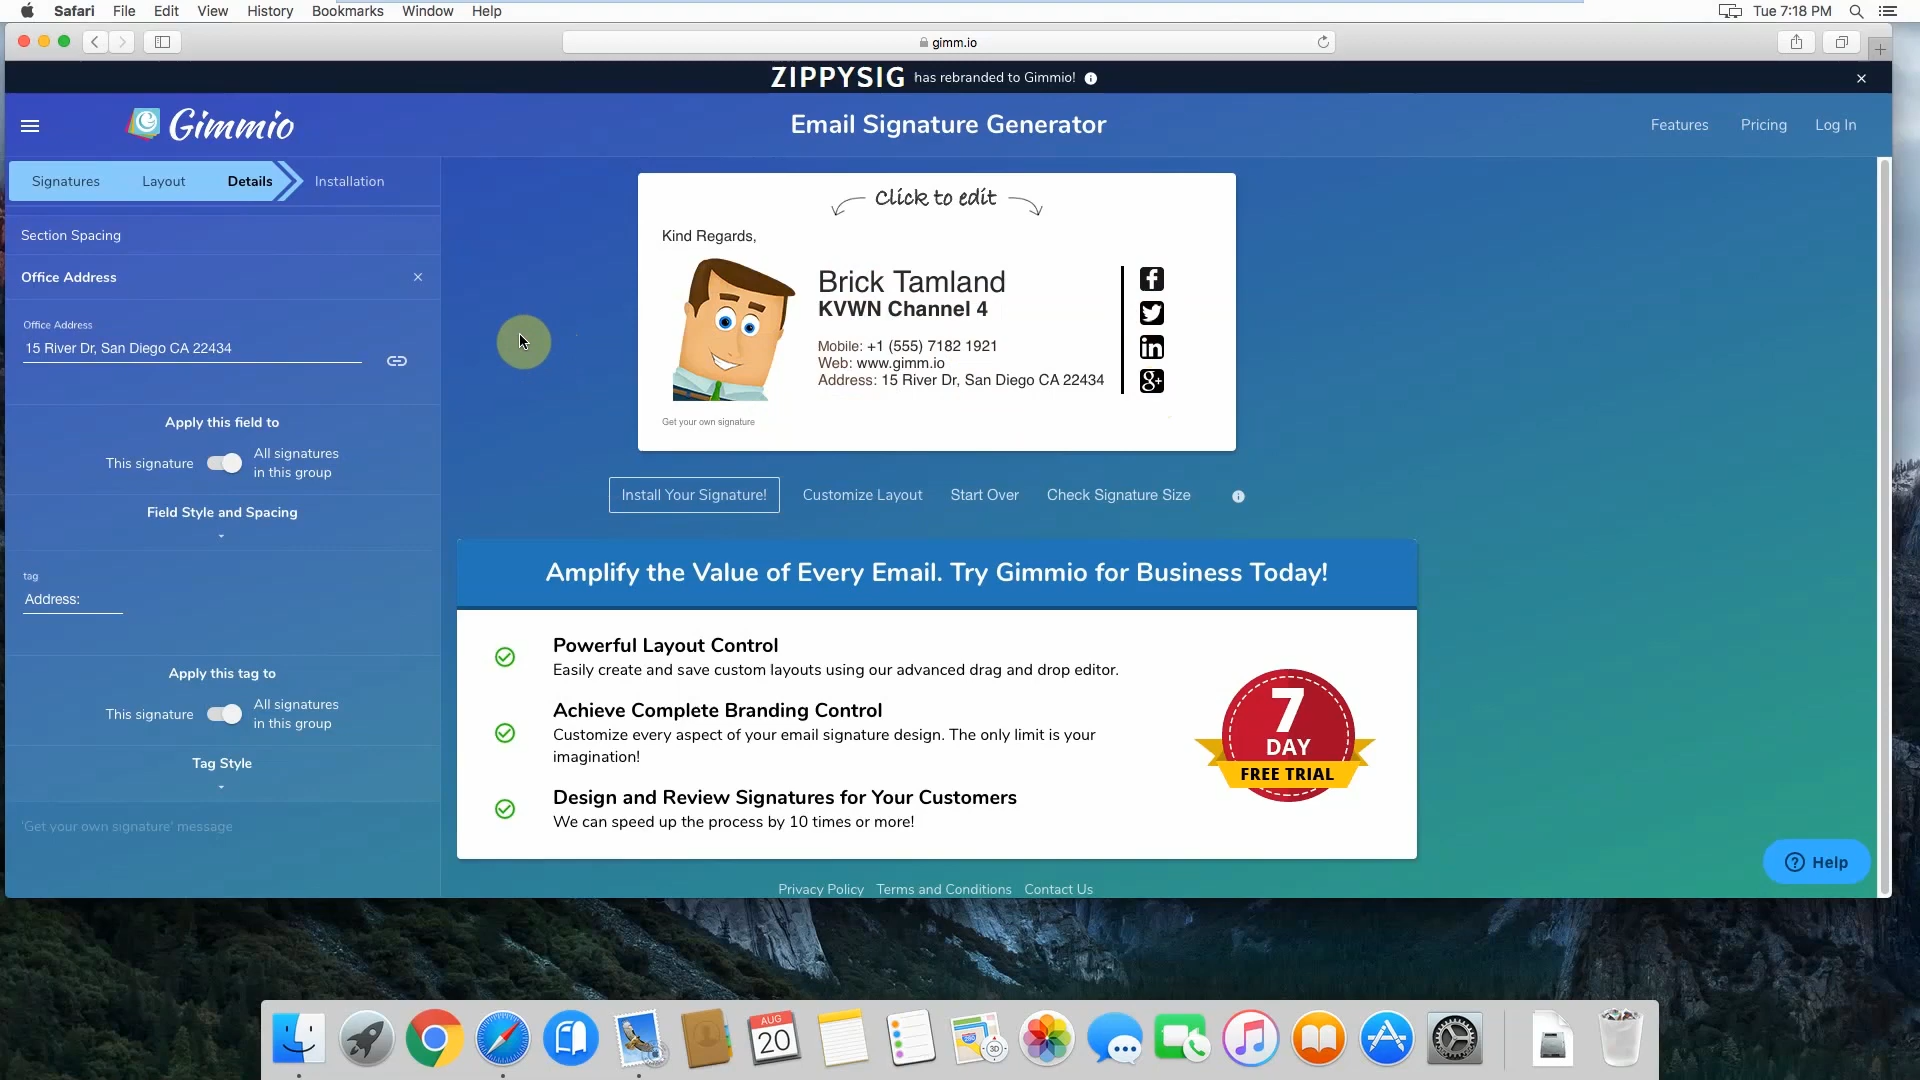 Safari File Edit View History Bookmarks Window Help
Tue 7:18 PM
gimm.io
ZIPPYSIG has rebranded to Gimmio!
Gimmio
Email Signature Generator
Features Pricing Log In
Signatures Layout Details Installation
Section Spacing
Office Address
Office Address
15 River Dr, San Diego CA 22434
Apply this field to
This signature
All signatures
in this group
Field Style and Spacing
tag
Address:
Apply this tag to
This signature
All signatures
in this group
Tag Style
'Get your own signature' message
Click to edit
Kind Regards,
Brick Tamland
KVWN Channel 4
Mobile: +1 (555) 7182 1921
Web: www.gimm.io
Address: 15 River Dr, San Diego CA 22434
Get your own signature
Install Your Signature! Customize Layout Start Over Check Signature Size
Amplify the Value of Every Email. Try Gimmio for Business Today!
Powerful Layout Control
Easily create and save custom layouts using our advanced drag and drop editor.
Achieve Complete Branding Control
Customize every aspect of your email signature design. The only limit is your
imagination!
Design and Review Signatures for Your Customers
We can speed up the process by 10 times or more!
7
DAY
FREE TRIAL
Help
Privacy Policy Terms and Conditions Contact Us
AUG
20
3D